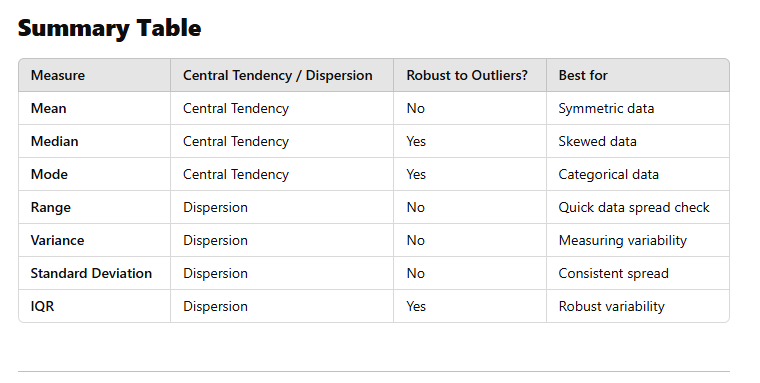 Summary Table
Measure Central Tendency / Dispersion Robust to Outliers? Best for
Mean Central Tendency No Symmetric data
Median Central Tendency Yes Skewed data
Mode Central Tendency Yes Categorical data
Range Dispersion No Quick data spread check
Variance Dispersion No Measuring variability
Standard Deviation Dispersion No Consistent spread
IQR Dispersion Yes Robust variability